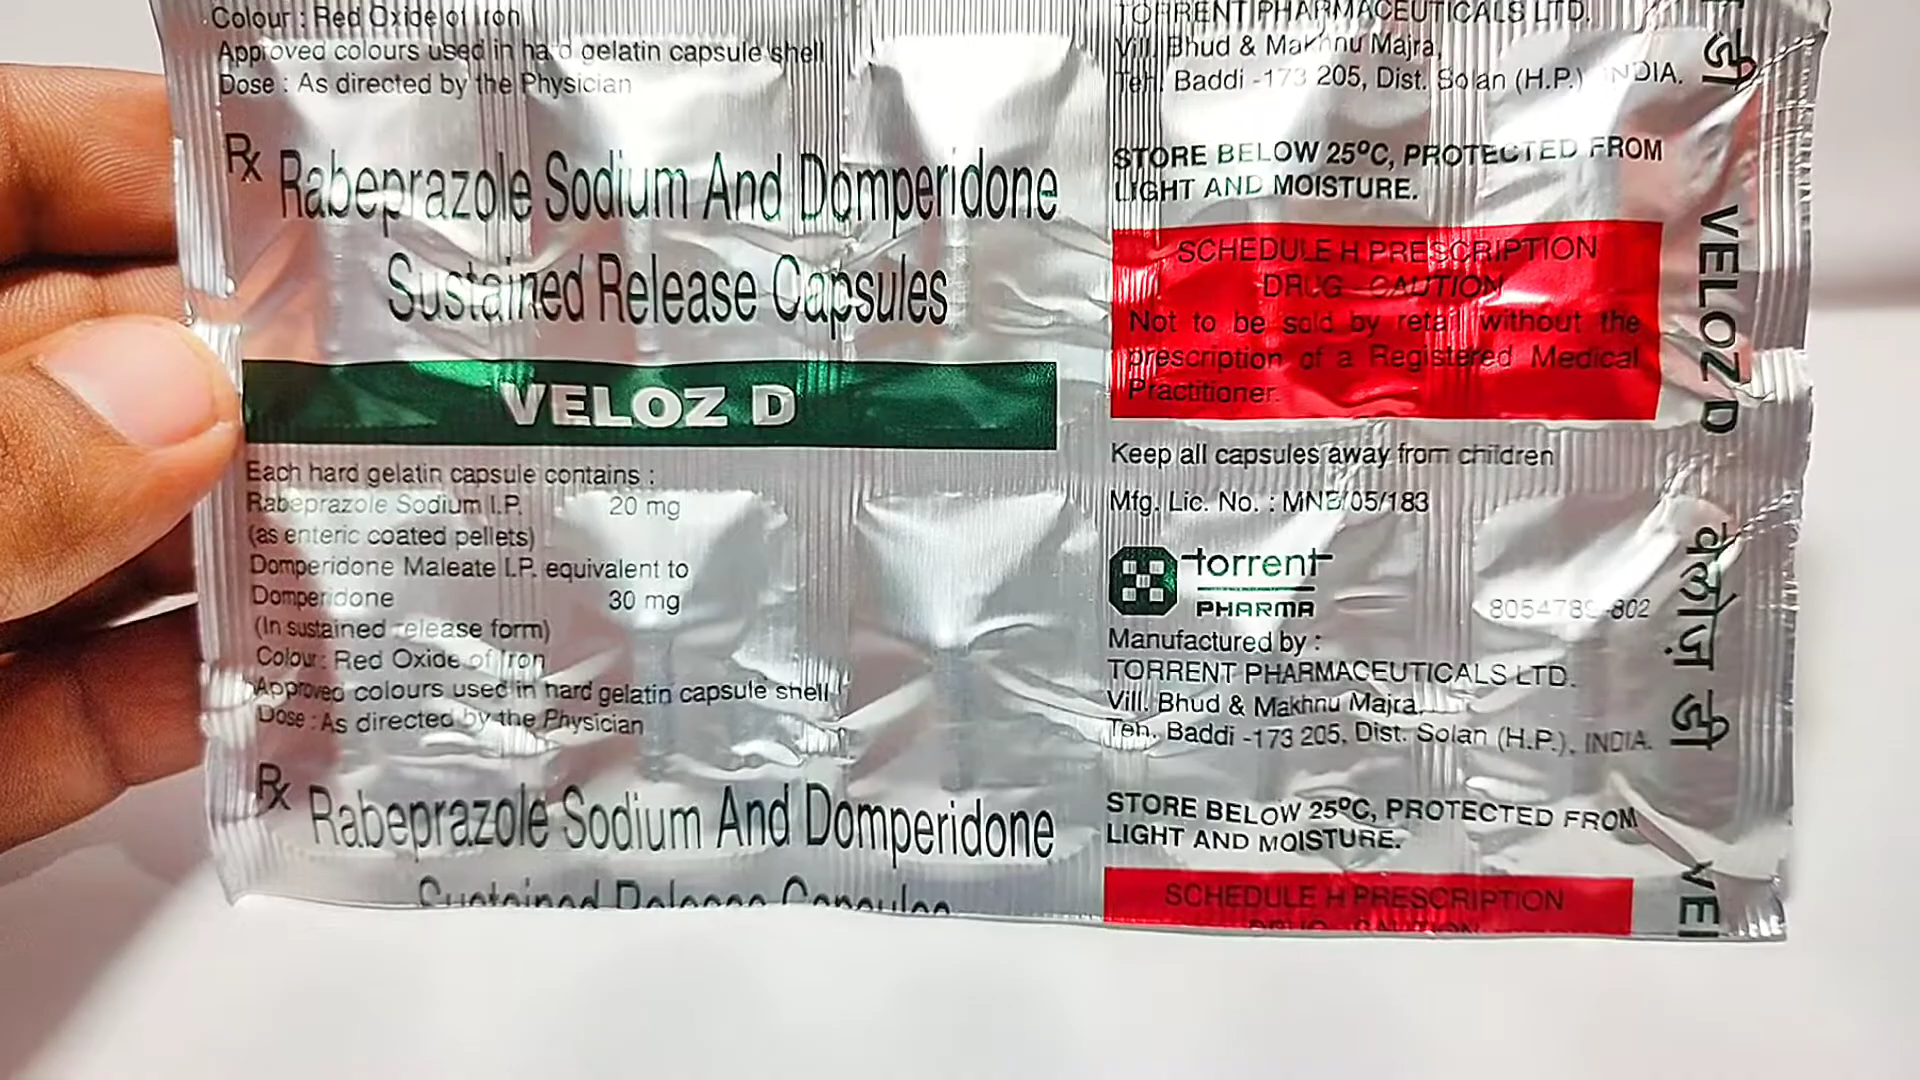 Colour : Red Oxide of Iron
Approved colours used in hard gelatin capsule shell
Dose : As directed by the Physician
Rx Rabeprazole Sodium And Domperidone
Sustained Release Capsules
VELOZ D
Each hard gelatin capsule contains :
Rabeprazole Sodium I.P. 20 mg
(as enteric coated pellets)
Domperidone Maleate I.P. equivalent to
Domperidone 30 mg
(In sustained release form)
Colour : Red Oxide of Iron
Approved colours used in hard gelatin capsule shell
Dose : As directed by the Physician
Rx Rabeprazole Sodium And Domperidone
Sustained Release Capsules
TORRENT PHARMACEUTICALS LTD.
Vill. Bhud & Makhnu Majra,
Teh. Baddi -173 205, Dist. Solan (H.P.) INDIA.
STORE BELOW 25ºC, PROTECTED FROM
LIGHT AND MOISTURE.
SCHEDULE H PRESCRIPTION
DRUG - CAUTION
Not to be sold by retail without the
prescription of a Registered Medical
Practitioner.
Keep all capsules away from children
Mfg. Lic. No. : MNB/05/183
torrent
PHARMA
Manufactured by :
TORRENT PHARMACEUTICALS LTD.
Vill. Bhud & Makhnu Majra,
Teh. Baddi -173 205, Dist. Solan (H.P.), INDIA.
STORE BELOW 25ºC, PROTECTED FROM
LIGHT AND MOISTURE.
SCHEDULE H PRESCRIPTION
DRUG - CAUTION
डी
VELOZ D
वेलोज़ डी